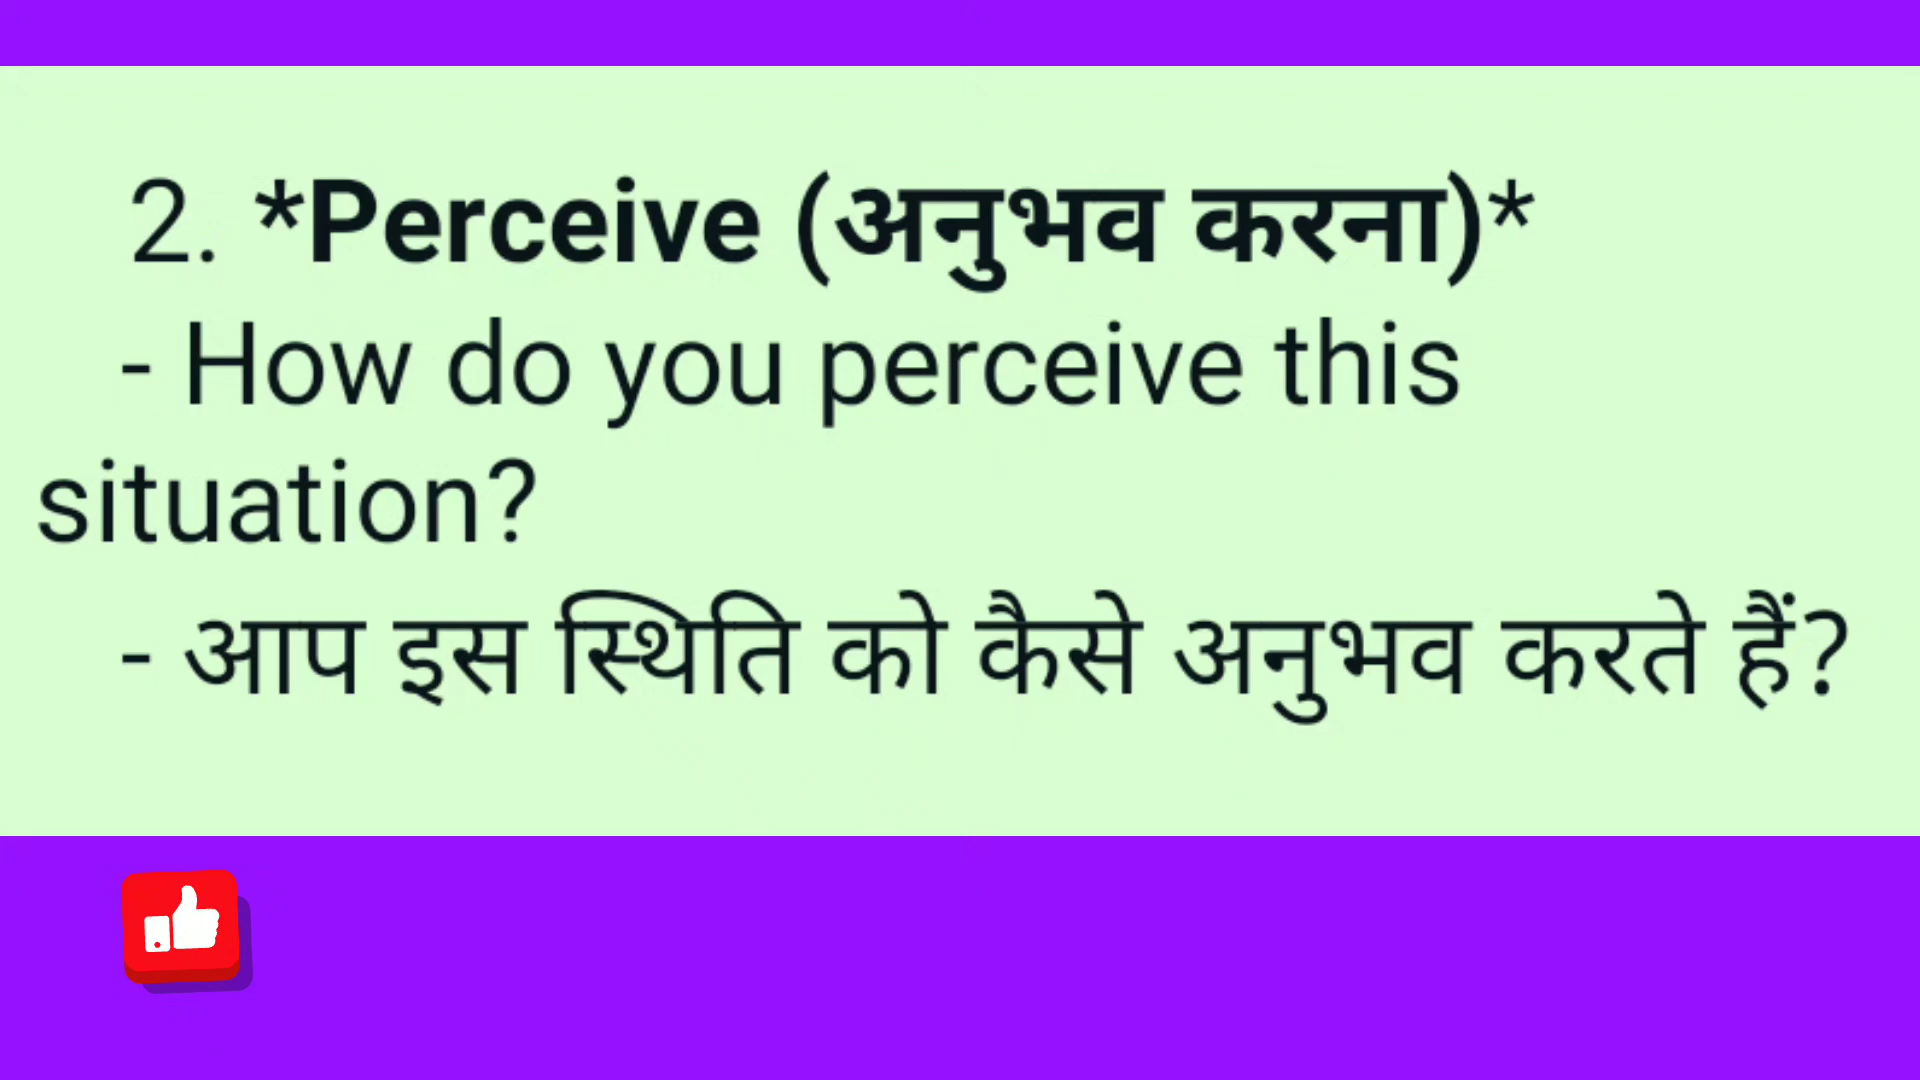 2. *Perceive (अनुभव करना)*
- How do you perceive this
situation?
- आप इस स्थिति को कैसे अनुभव करते हैं?